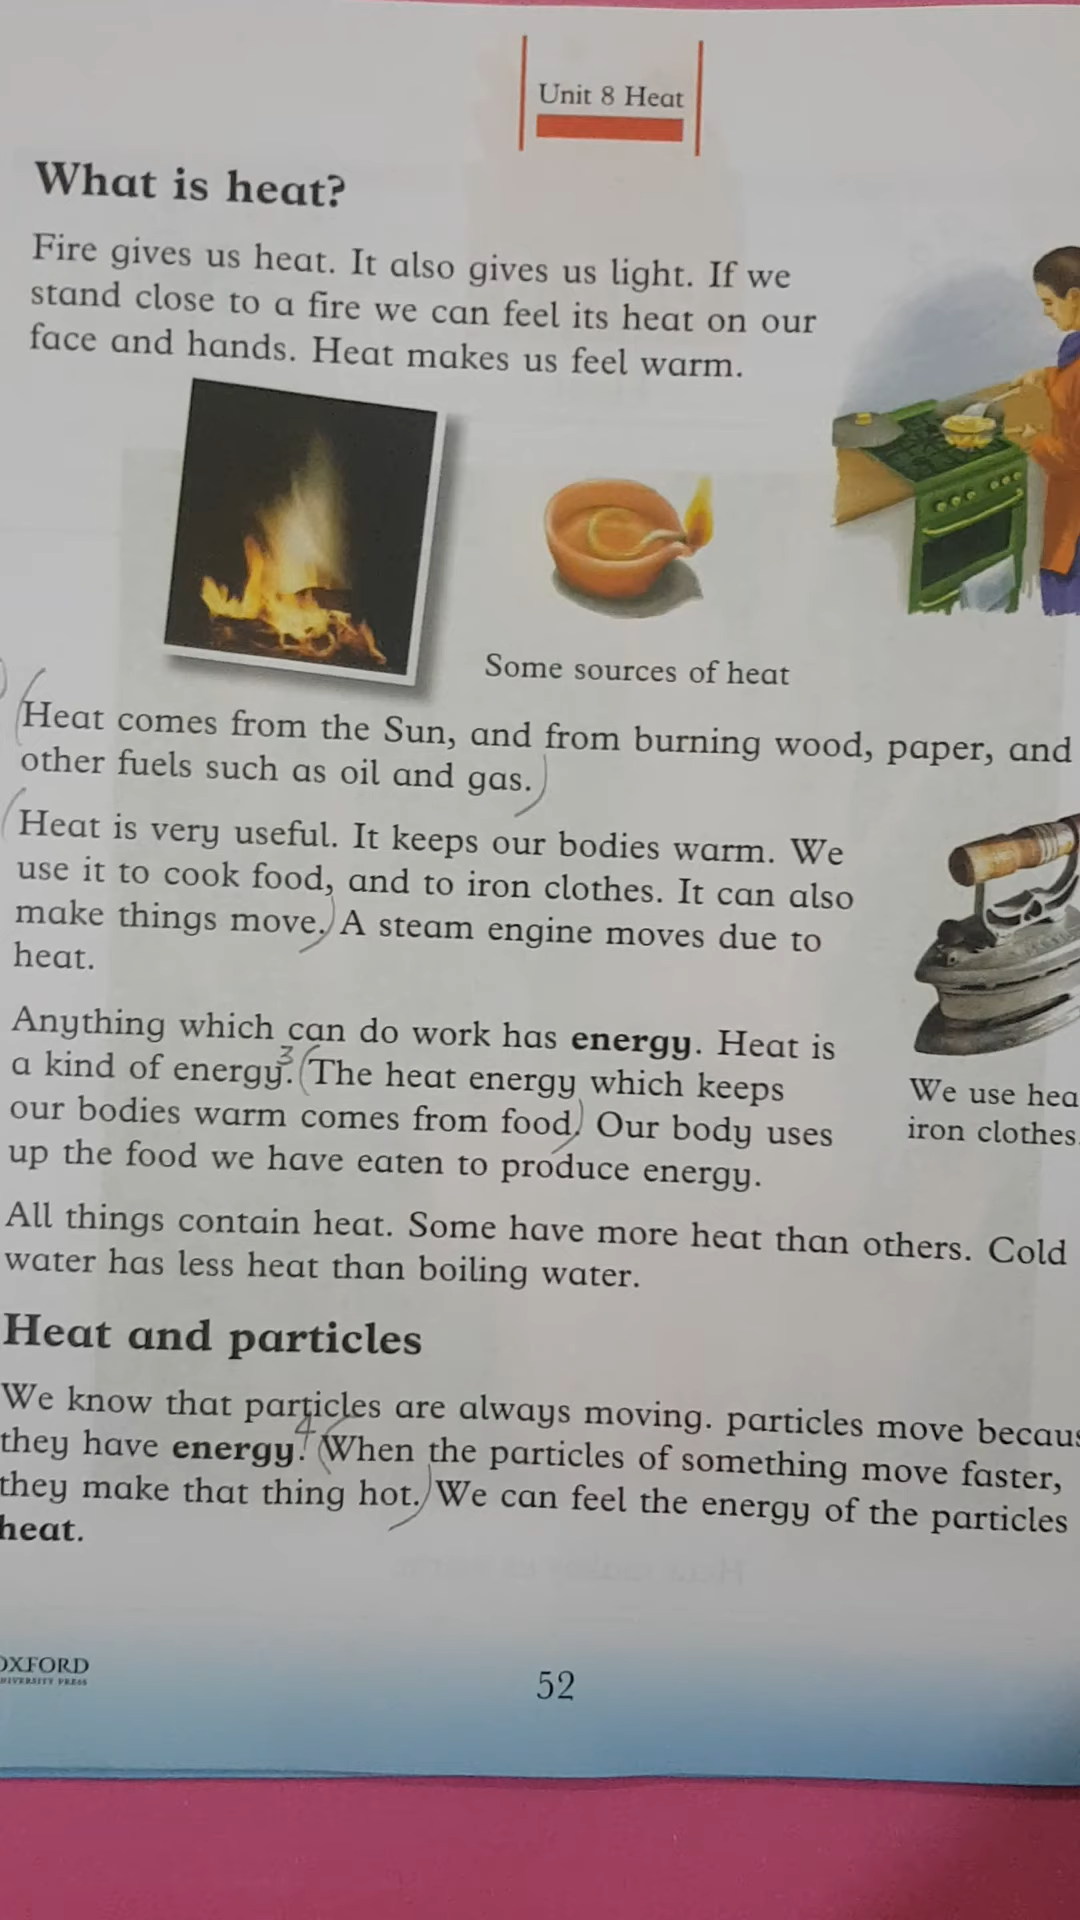 Unit 8 Heat
What is heat?
Fire gives us heat. It also gives us light. If we
stand close to a fire we can feel its heat on our
face and hands. Heat makes us feel warm.
Some sources of heat
Heat comes from the Sun, and from burning wood, paper, and
other fuels such as oil and gas.
Heat is very useful. It keeps our bodies warm. We
use it to cook food, and to iron clothes. It can also
make things move. A steam engine moves due to
heat.
Anything which can do work has energy. Heat is
a kind of energy. 3 The heat energy which keeps
our bodies warm comes from food. Our body uses
up the food we have eaten to produce energy.
We use hea
iron clothes.
All things contain heat. Some have more heat than others. Cold
water has less heat than boiling water.
Heat and particles
We know that particles are always moving. particles move becaus
they have energy. 4 When the particles of something move faster,
they make that thing hot. We can feel the energy of the particles
heat.
OXFORD
UNIVERSITY PRESS
52